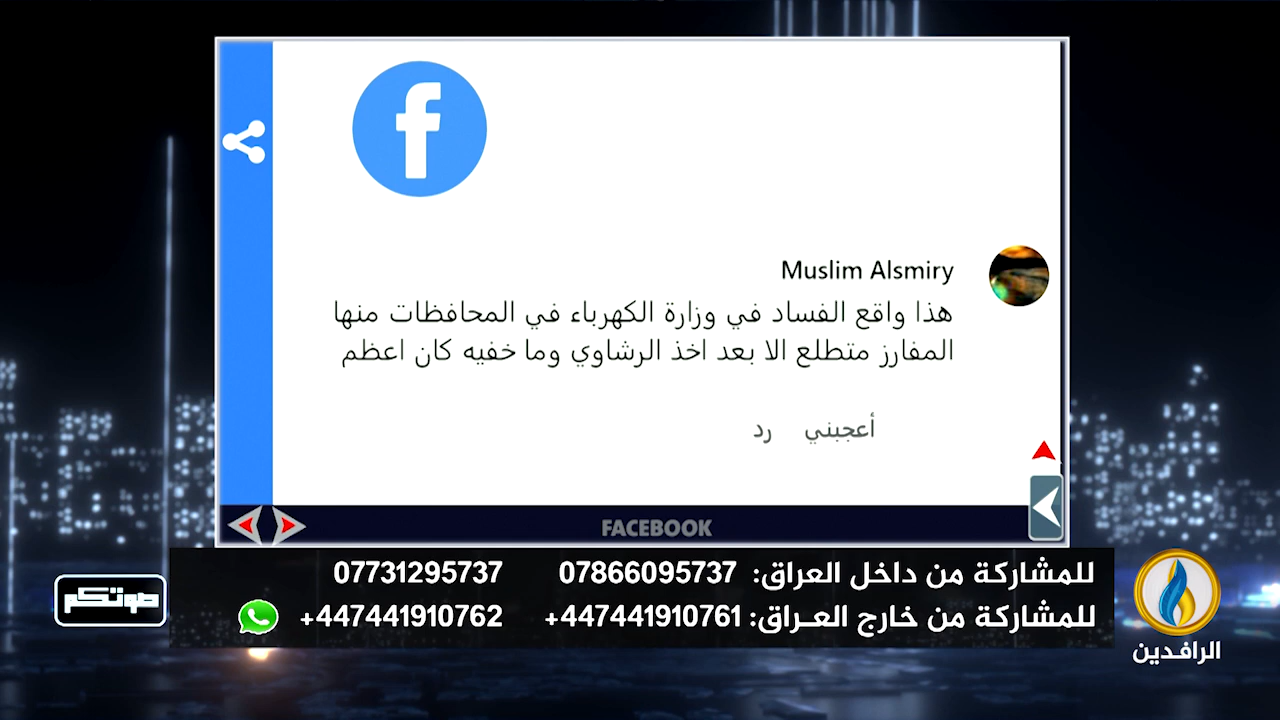 Muslim Alsmiry
هذا واقع الفساد في وزارة الكهرباء في المحافظات منها
المفارز متطلع الا بعد اخذ الرشاوي وما خفيه كان اعظم
أعجبني رد
FACEBOOK
للمشاركة من داخل العراق: 07866095737 07731295737
للمشاركة من خارج العراق: 447441910761+ 447441910762+
صوتكم
الرافدين